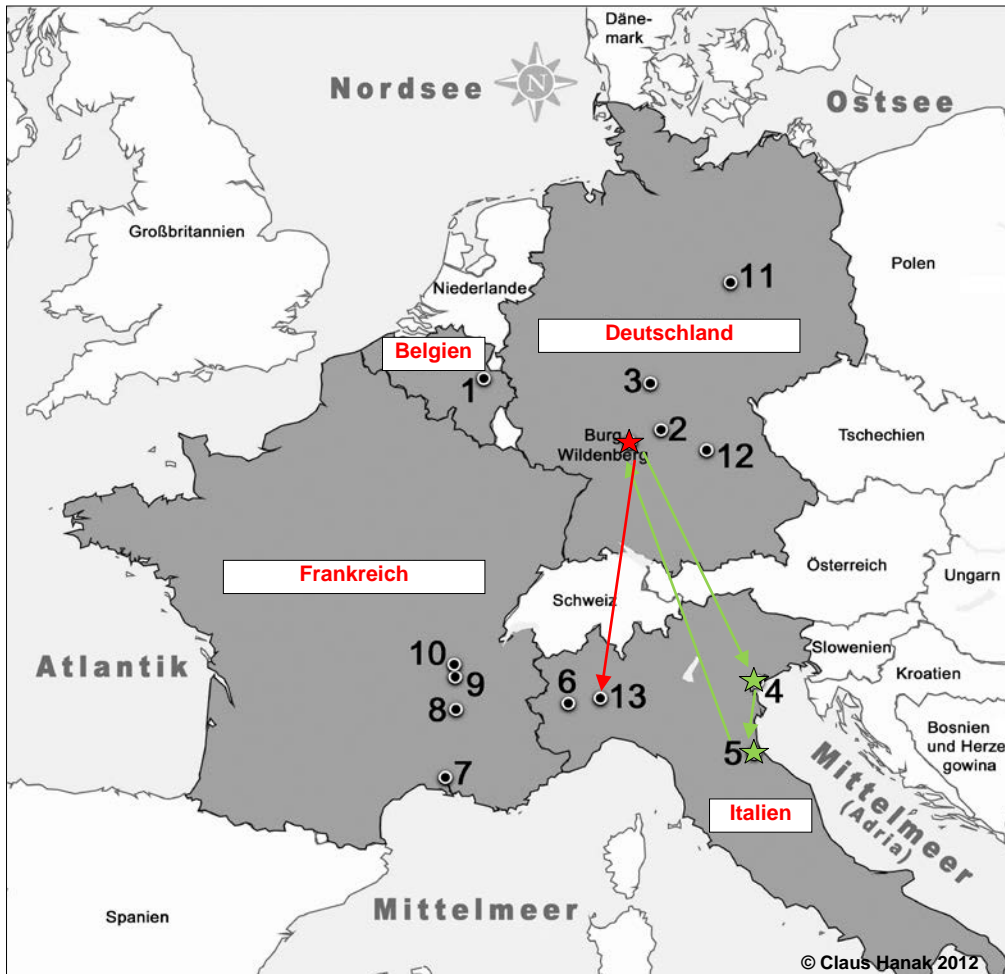 Däne-
mark
Nordsee
N
Ostsee
Großbritannien
Polen
11
Niederlande
Deutschland
Belgien
1
3
2
Burg
Wildenberg
12
Tschechien
Frankreich
Österreich
Ungarn
Schweiz
Slowenien
Kroatien
Atlantik
10
9
8
6
13
4
5
7
Bosnien
und Herze
gowina
Italien
Mittelmeer
(Adria)
Mittelmeer
Spanien
© Claus Hanak 2012